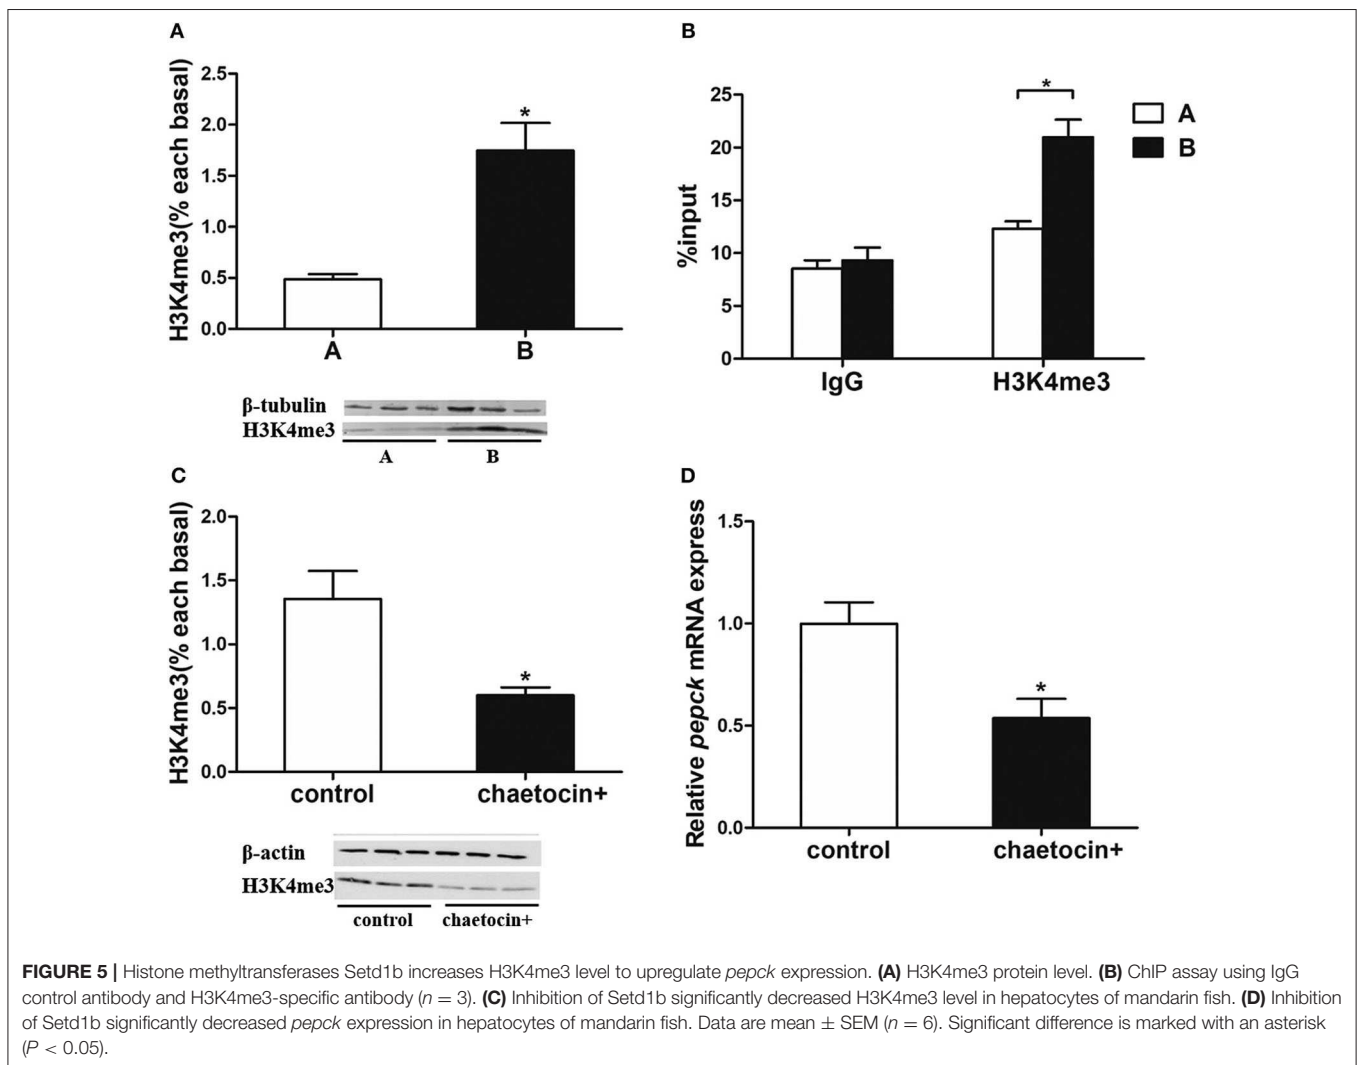 A
H3K4me3(% each basal)
2.5
2.0
1.5
1.0
0.5
0.0
*
A
B
β-tubulin
H3K4me3
A
B
B
%input
25
20
15
10
5
0
*
A
B
IgG
H3K4me3
C
H3K4me3(% each basal)
2.0
1.5
1.0
0.5
0.0
*
control
chaetocin+
β-actin
H3K4me3
control
chaetocin+
D
Relative pepck mRNA express
1.5
1.0
0.5
0.0
*
control
chaetocin+
FIGURE 5 | Histone methyltransferases Setd1b increases H3K4me3 level to upregulate pepck expression. (A) H3K4me3 protein level. (B) ChIP assay using IgG
control antibody and H3K4me3-specific antibody (n = 3). (C) Inhibition of Setd1b significantly decreased H3K4me3 level in hepatocytes of mandarin fish. (D) Inhibition
of Setd1b significantly decreased pepck expression in hepatocytes of mandarin fish. Data are mean ± SEM (n = 6). Significant difference is marked with an asterisk
(P < 0.05).